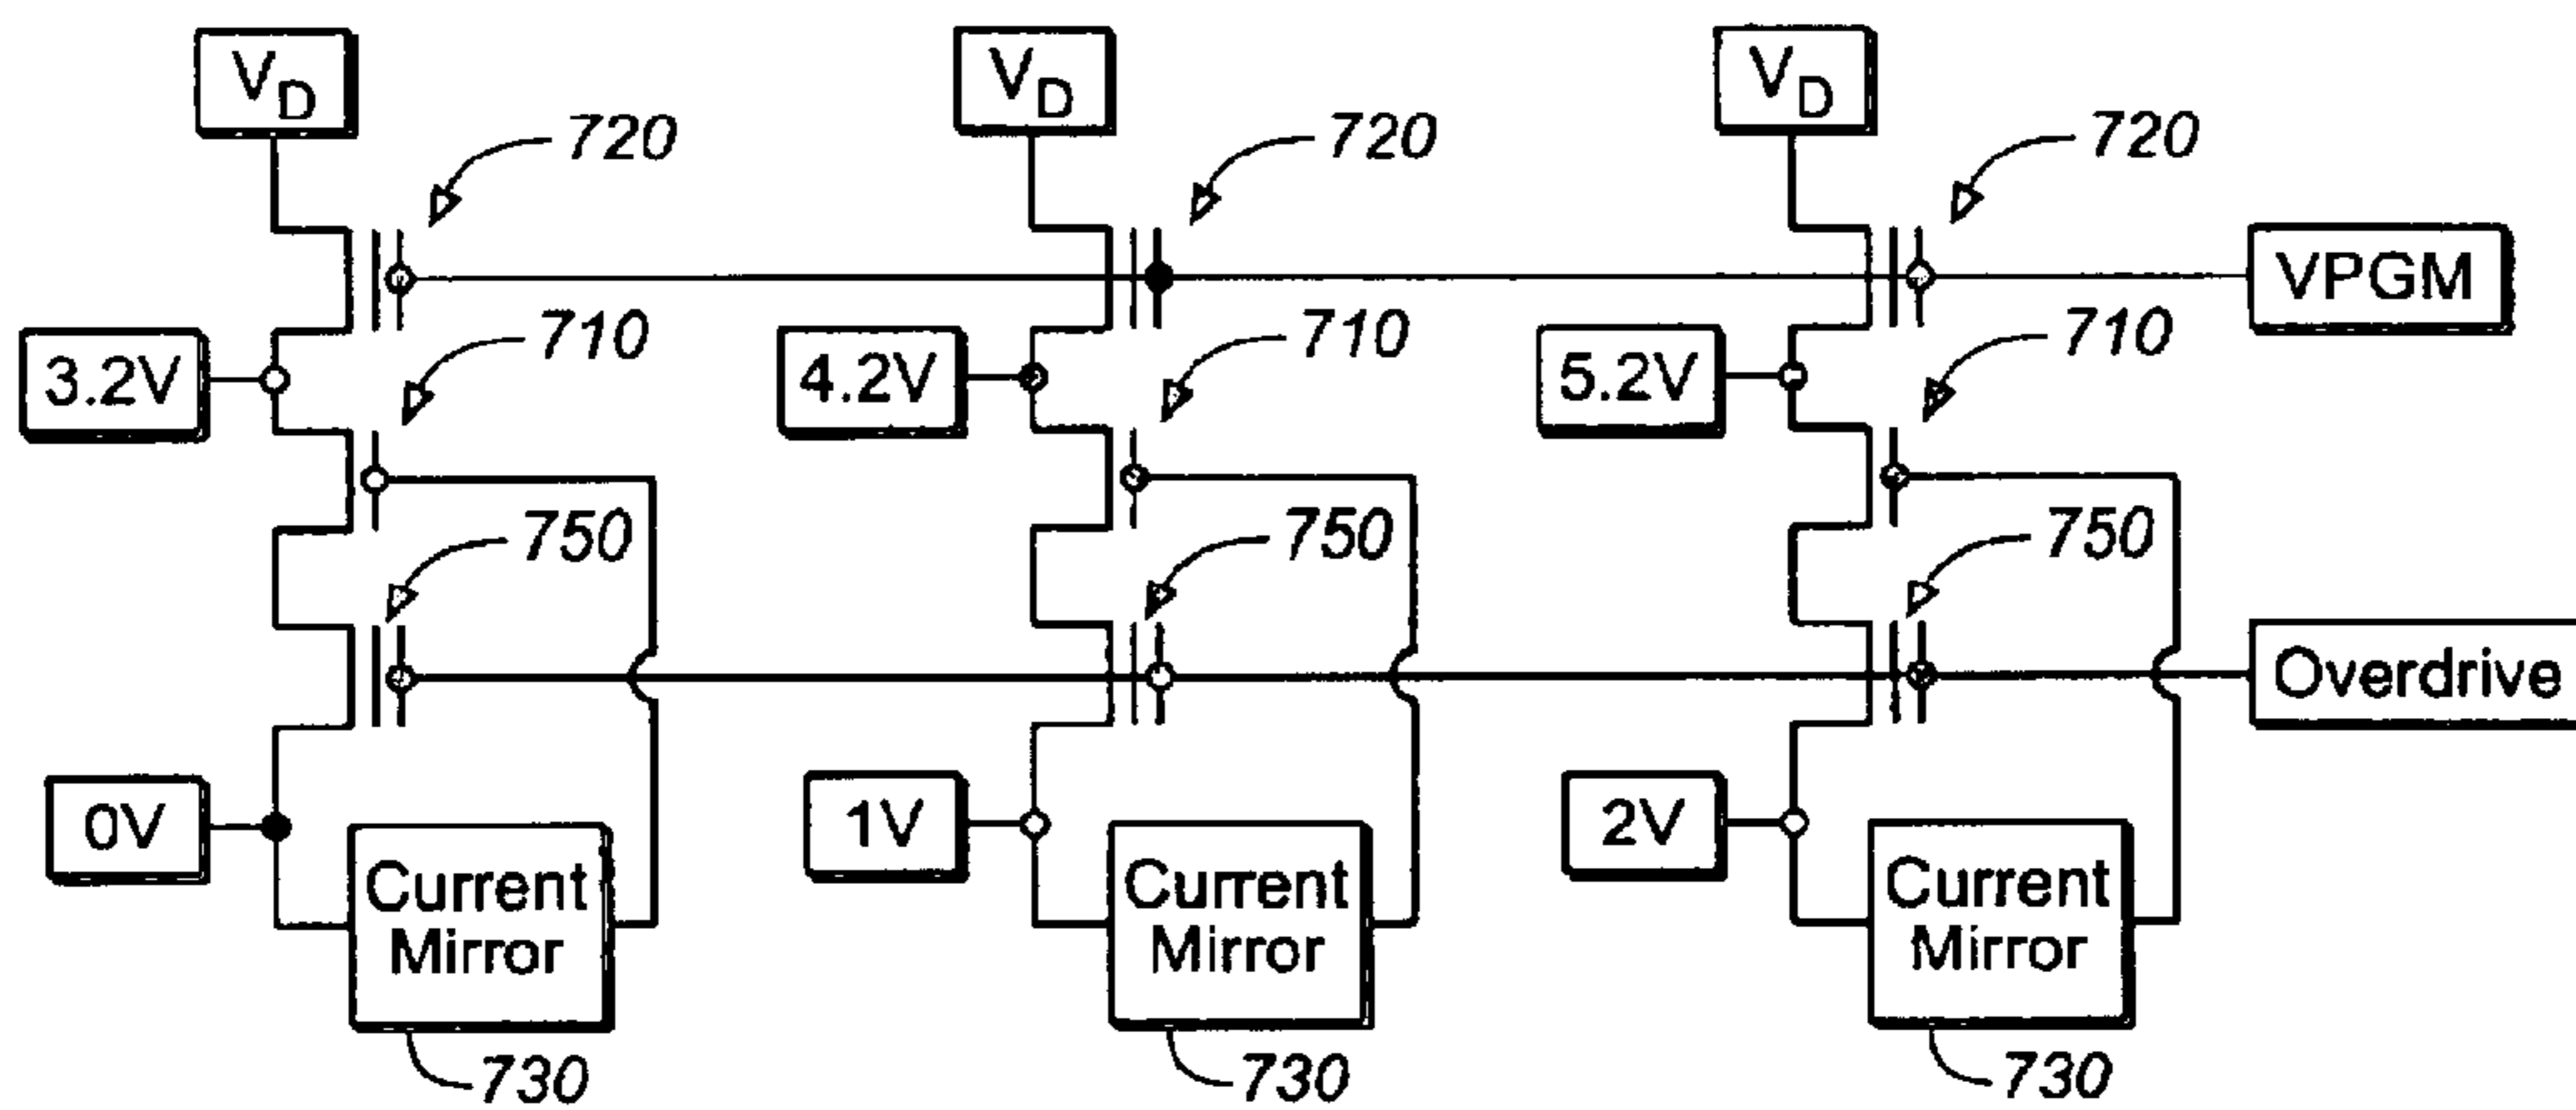 VD VD VD
720 720 720
VPGM
710 710 710
3.2V 4.2V 5.2V
750 750 750
Overdrive
0V 1V 2V
Current Mirror
Current Mirror
Current Mirror
730 730 730